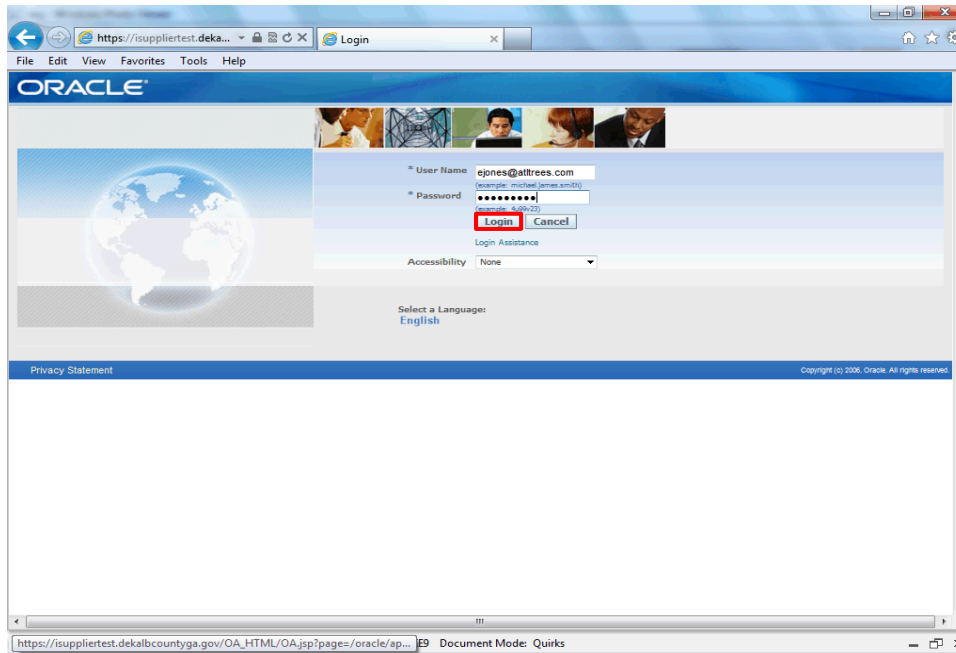 https://isuppliertest.deka...
Login
File Edit View Favorites Tools Help
ORACLE®
* User Name ejones@atltrees.com
(example: michael.james.smith)
* Password •••••••••
(example: 4u99v23)
Login Cancel
Login Assistance
Accessibility None
Select a Language:
English
Privacy Statement
Copyright (c) 2006, Oracle. All rights reserved.
https://isuppliertest.dekalbcountyga.gov/OA_HTML/OA.jsp?page=/oracle/ap... E9 Document Mode: Quirks